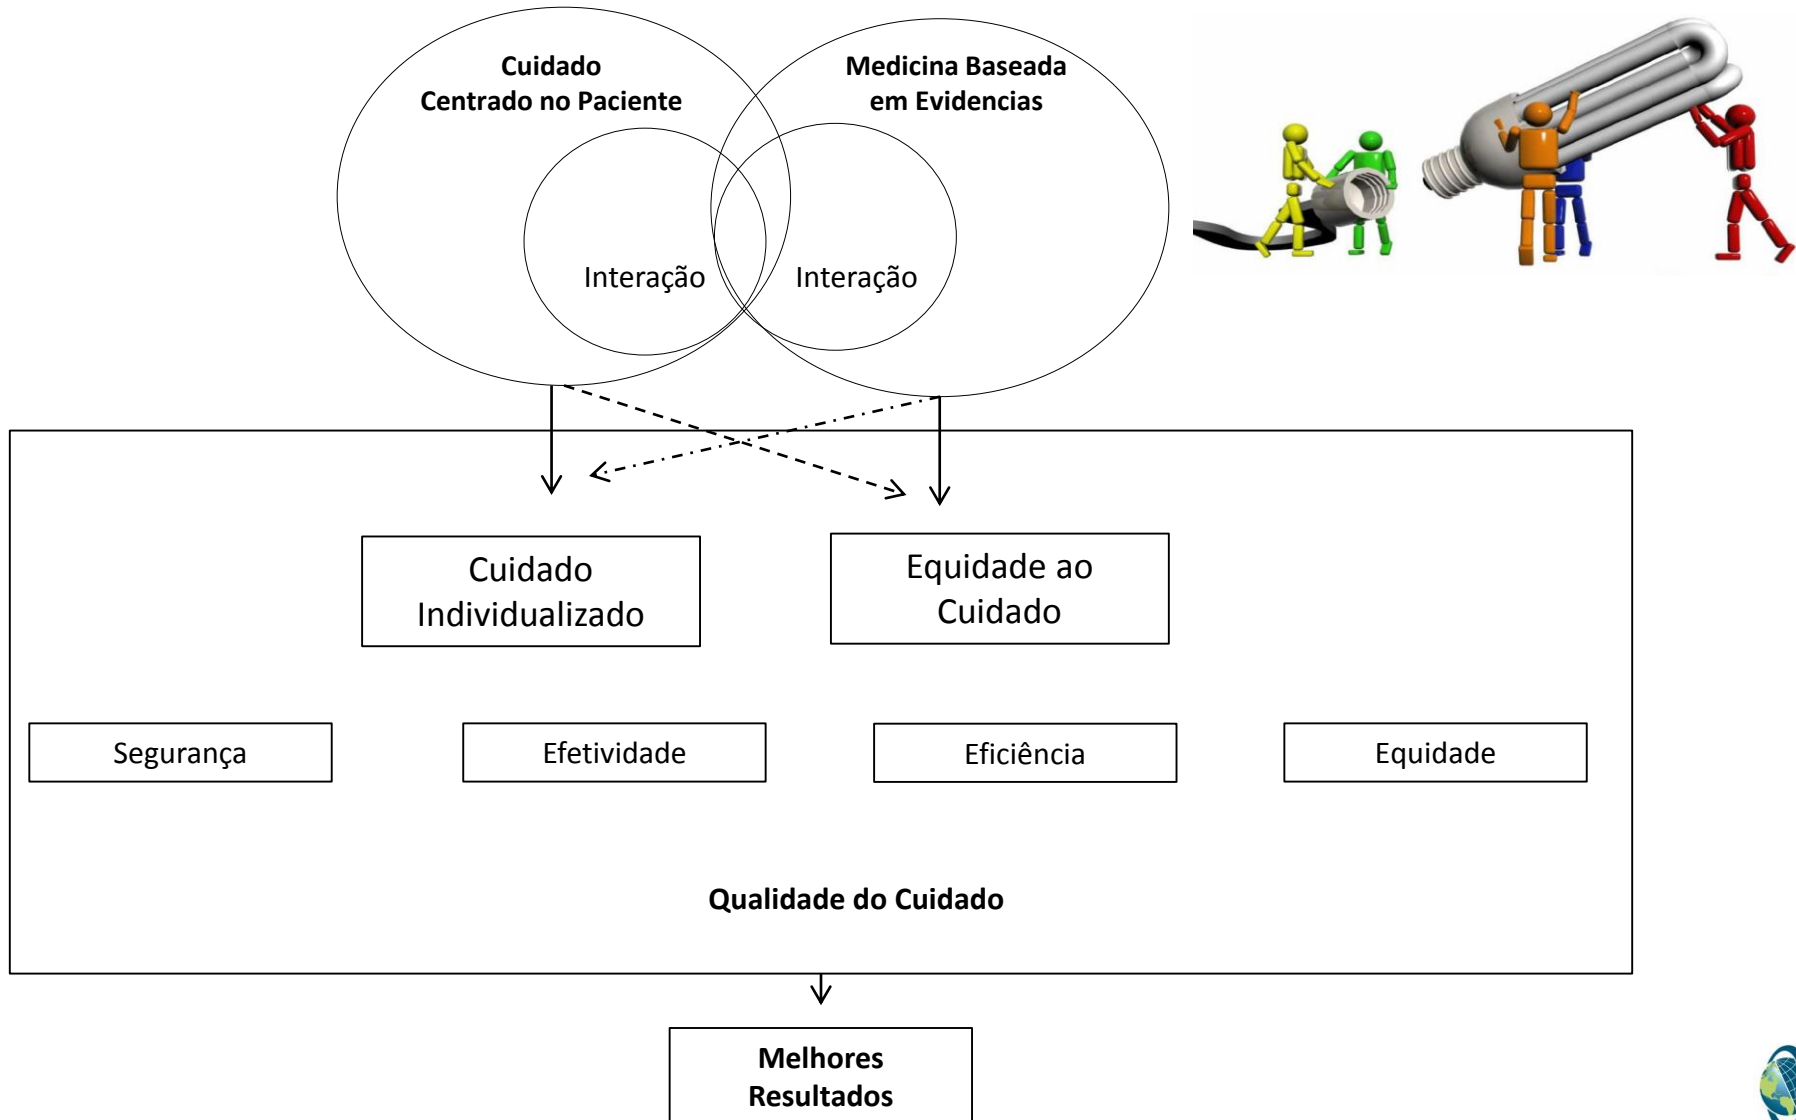 Cuidado
Centrado no Paciente
Medicina Baseada
em Evidencias
Interação
Interação
Cuidado
Individualizado
Equidade ao
Cuidado
Segurança
Efetividade
Eficiência
Equidade
Qualidade do Cuidado
Melhores
Resultados